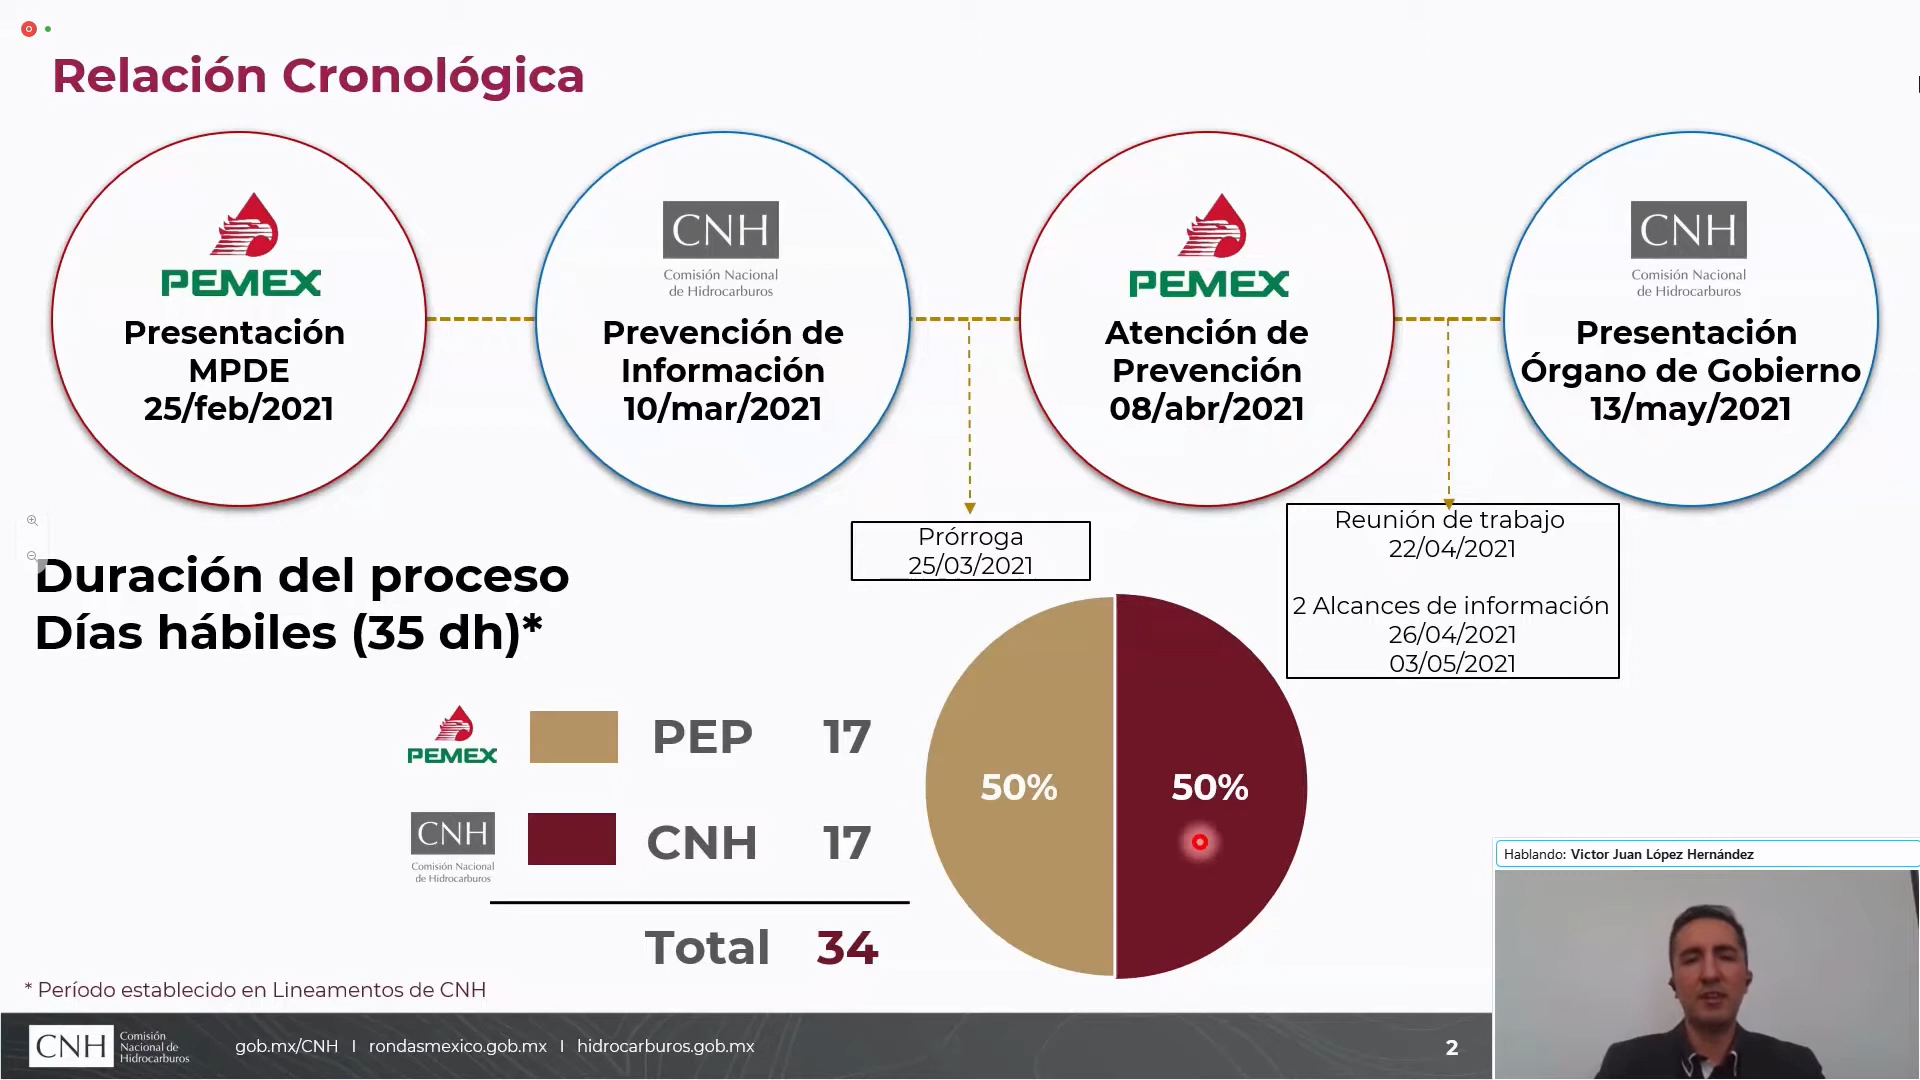 Relación Cronológica
PEMEX
Presentación
MPDE
25/feb/2021
CNH
Comisión Nacional
de Hidrocarburos
Prevención de
Información
10/mar/2021
PEMEX
Atención de
Prevención
08/abr/2021
CNH
Comisión Nacional
de Hidrocarburos
Presentación
Órgano de Gobierno
13/may/2021
Prórroga
25/03/2021
Reunión de trabajo
22/04/2021
2 Alcances de información
26/04/2021
03/05/2021
Duración del proceso
Días hábiles (35 dh)*
PEMEX PEP 17
CNH
Comisión Nacional
de Hidrocarburos
CNH 17
Total 34
50%
50%
* Período establecido en Lineamentos de CNH
Hablando: Victor Juan López Hernández
CNH
Comisión
Nacional de
Hidrocarburos
gob.mx/CNH I rondasmexico.gob.mx I hidrocarburos.gob.mx
2